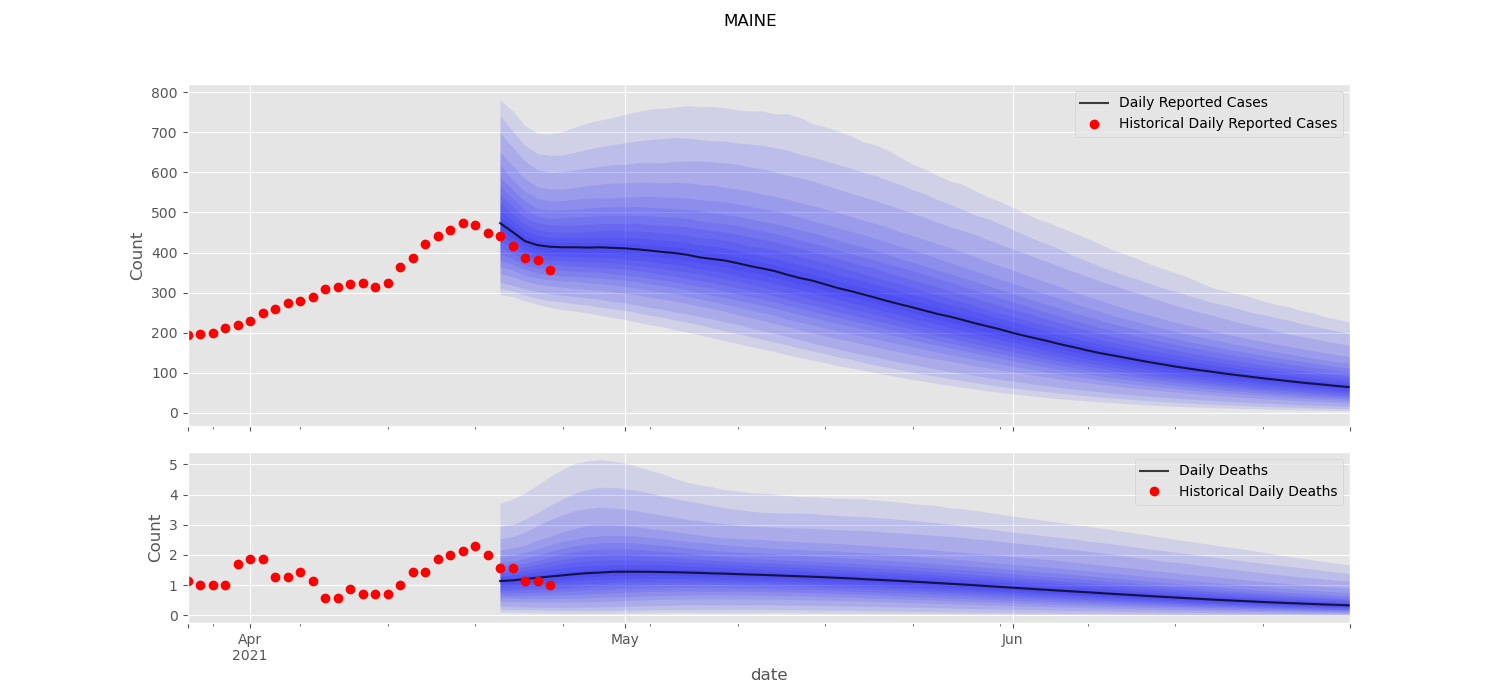 MAINE
800
700
600
500
400
300
200
100
0
Count
Daily Reported Cases
Historical Daily Reported Cases
5
4
3
2
1
0
Count
Daily Deaths
Historical Daily Deaths
Apr
2021
May
Jun
date